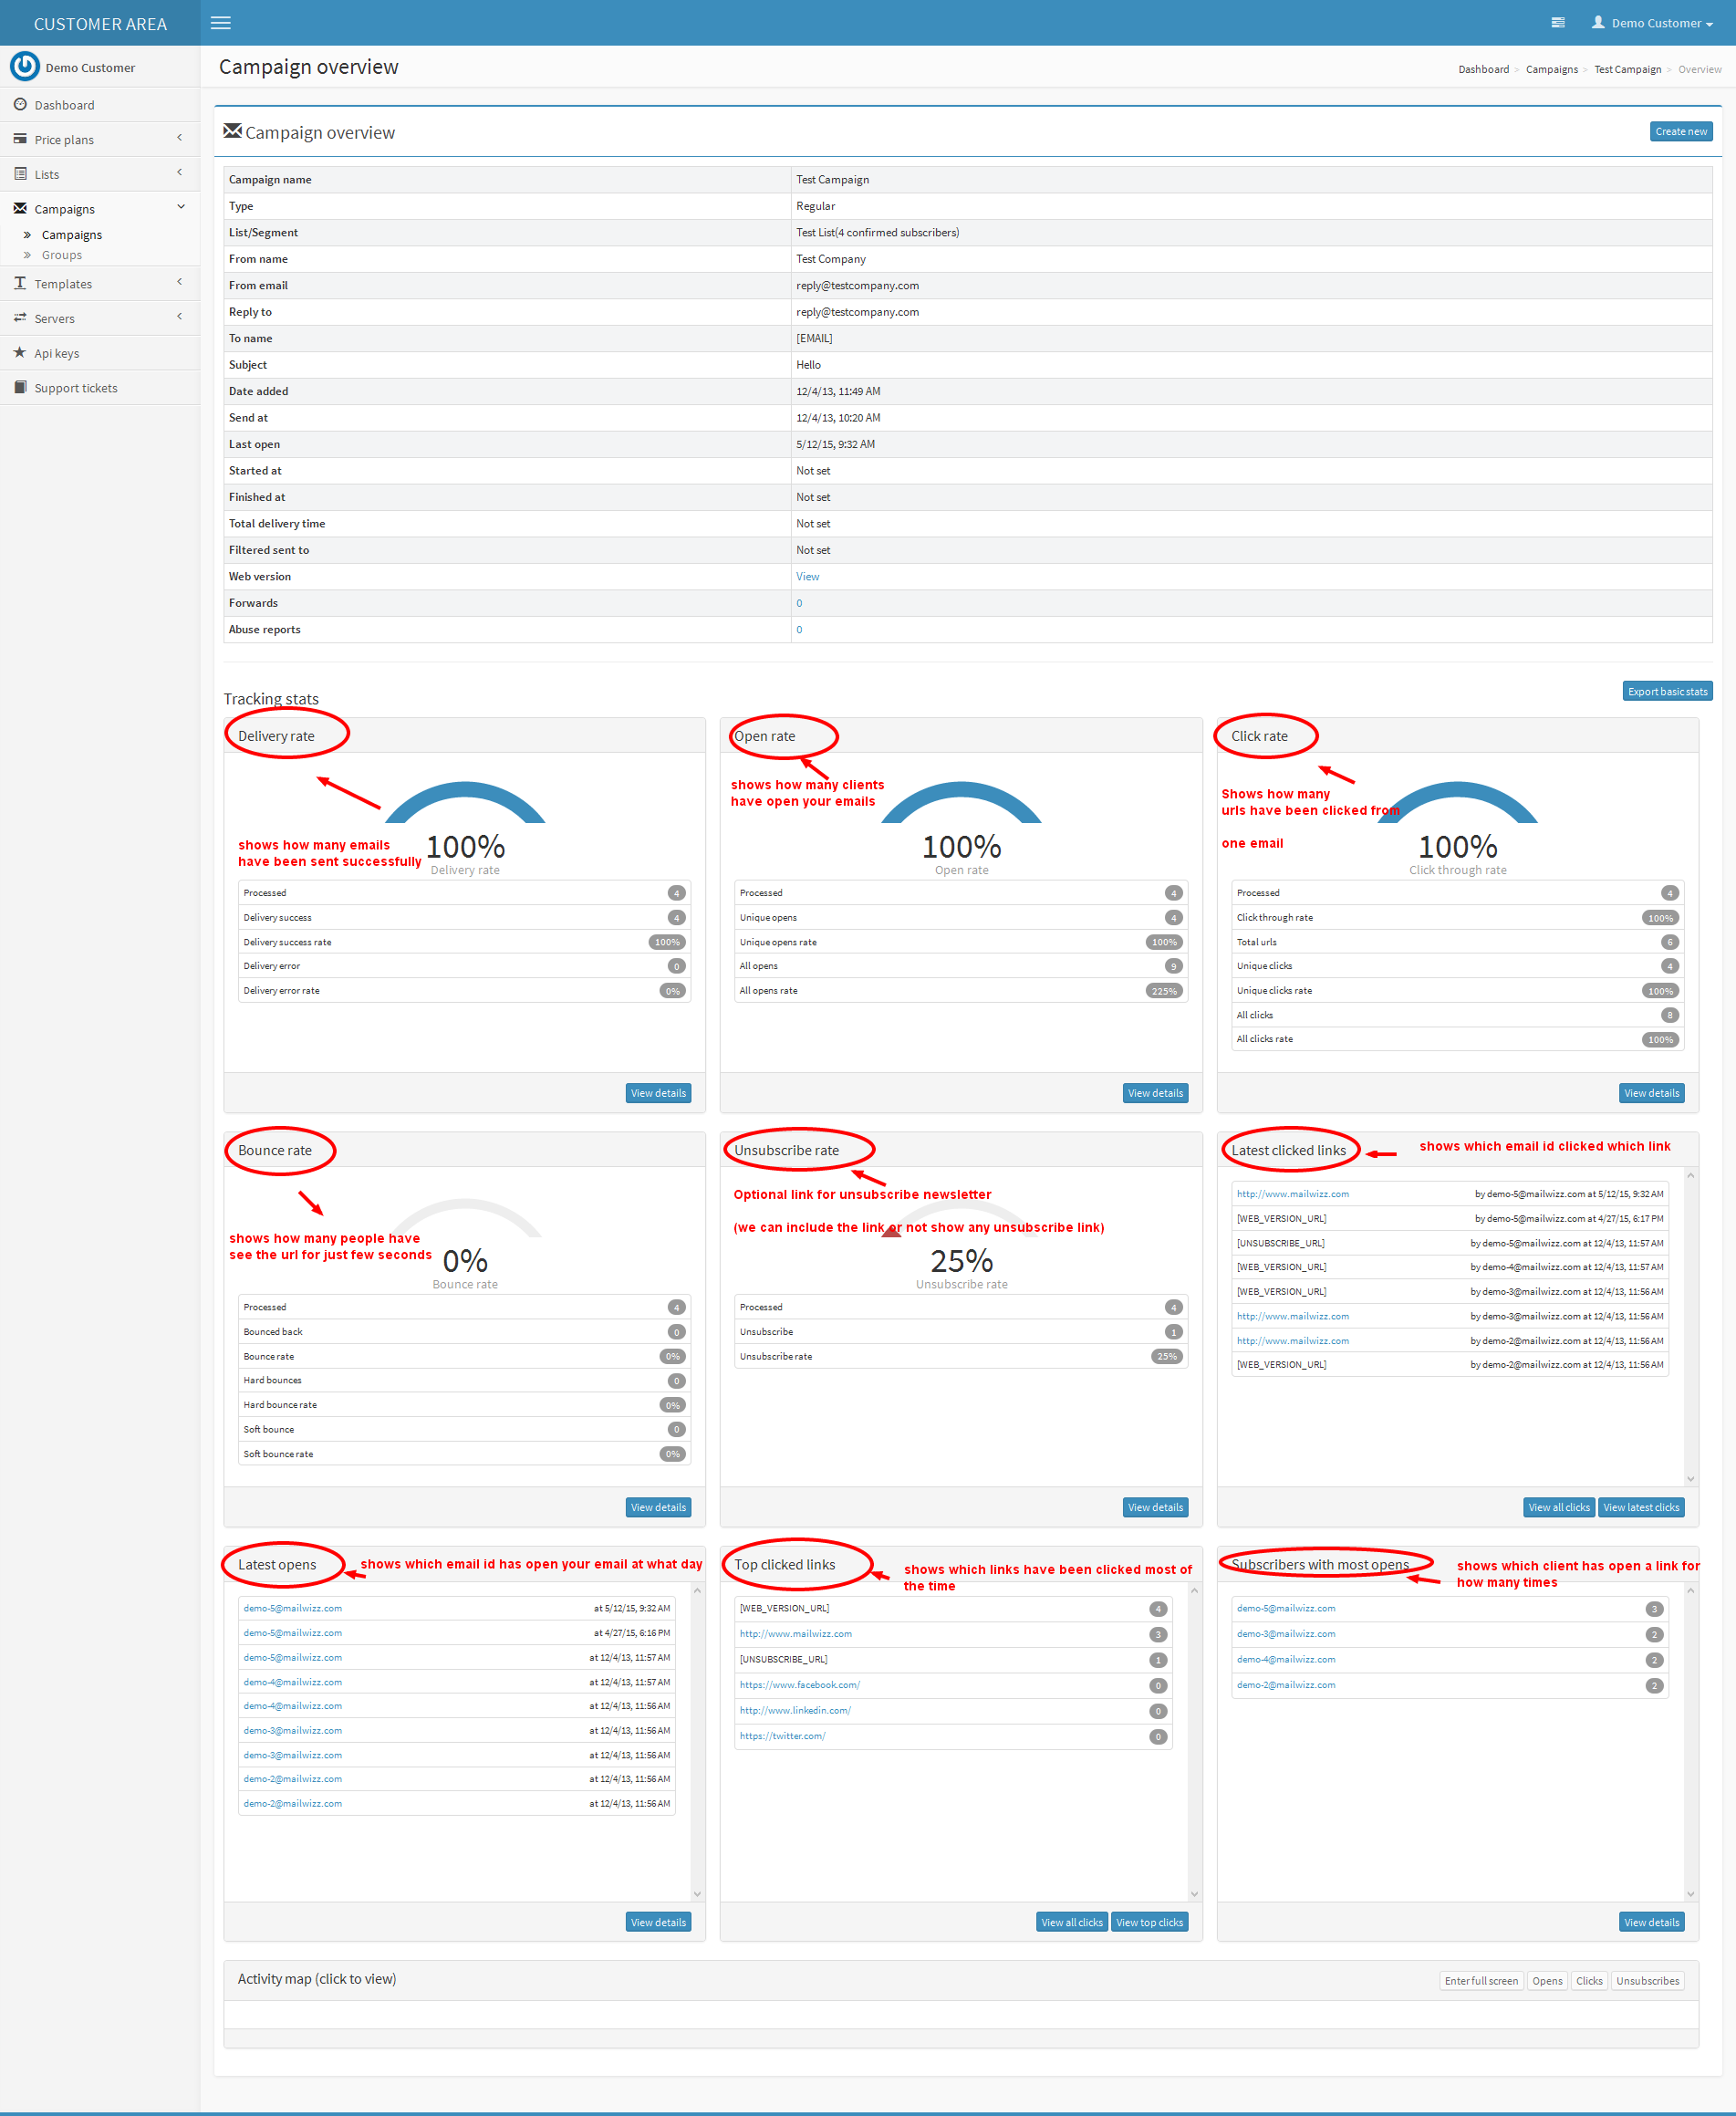 CUSTOMER AREA
Demo Customer
Demo Customer
Dashboard
Price plans
Lists
Campaigns
Campaigns
Groups
Templates
Servers
Api keys
Support tickets
Campaign overview
Dashboard > Campaigns > Test Campaign > Overview
Campaign overview
Create new
Campaign name Test Campaign
Type Regular
List/Segment Test List(4 confirmed subscribers)
From name Test Company
From email reply@testcompany.com
Reply to reply@testcompany.com
To name [EMAIL]
Subject Hello
Date added 12/4/13, 11:49 AM
Send at 12/4/13, 10:20 AM
Last open 5/12/15, 9:32 AM
Started at Not set
Finished at Not set
Total delivery time Not set
Filtered sent to Not set
Web version View
Forwards 0
Abuse reports 0
Tracking stats
Export basic stats
Delivery rate
shows how many emails
have been sent successfully
100%
Delivery rate
Processed 4
Delivery success 4
Delivery success rate 100%
Delivery error 0
Delivery error rate 0%
View details
Open rate
shows how many clients
have open your emails
100%
Open rate
Processed 4
Unique opens 4
Unique opens rate 100%
All opens 9
All opens rate 225%
View details
Click rate
Shows how many
urls have been clicked from
one email
100%
Click through rate
Processed 4
Click through rate 100%
Total urls 6
Unique clicks 4
Unique clicks rate 100%
All clicks 8
All clicks rate 100%
View details
Bounce rate
shows how many people have
see the url for just few seconds
0%
Bounce rate
Processed 4
Bounced back 0
Bounce rate 0%
Hard bounces 0
Hard bounce rate 0%
Soft bounce 0
Soft bounce rate 0%
View details
Unsubscribe rate
Optional link for unsubscribe newsletter
(we can include the link or not show any unsubscribe link)
25%
Unsubscribe rate
Processed 4
Unsubscribe 1
Unsubscribe rate 25%
View details
Latest clicked links
shows which email id clicked which link
http://www.mailwizz.com by demo-5@mailwizz.com at 5/12/15, 9:32 AM
[WEB_VERSION_URL] by demo-5@mailwizz.com at 4/27/15, 6:17 PM
[UNSUBSCRIBE_URL] by demo-5@mailwizz.com at 12/4/13, 11:57 AM
[WEB_VERSION_URL] by demo-4@mailwizz.com at 12/4/13, 11:57 AM
[WEB_VERSION_URL] by demo-3@mailwizz.com at 12/4/13, 11:56 AM
http://www.mailwizz.com by demo-3@mailwizz.com at 12/4/13, 11:56 AM
http://www.mailwizz.com by demo-2@mailwizz.com at 12/4/13, 11:56 AM
[WEB_VERSION_URL] by demo-2@mailwizz.com at 12/4/13, 11:56 AM
View all clicks View latest clicks
Latest opens
shows which email id has open your email at what day
demo-5@mailwizz.com at 5/12/15, 9:32 AM
demo-5@mailwizz.com at 4/27/15, 6:16 PM
demo-5@mailwizz.com at 12/4/13, 11:57 AM
demo-4@mailwizz.com at 12/4/13, 11:57 AM
demo-4@mailwizz.com at 12/4/13, 11:56 AM
demo-3@mailwizz.com at 12/4/13, 11:56 AM
demo-3@mailwizz.com at 12/4/13, 11:56 AM
demo-2@mailwizz.com at 12/4/13, 11:56 AM
demo-2@mailwizz.com at 12/4/13, 11:56 AM
View details
Top clicked links
shows which links have been clicked most of
the time
[WEB_VERSION_URL] 4
http://www.mailwizz.com 3
[UNSUBSCRIBE_URL] 1
https://www.facebook.com/ 0
http://www.linkedin.com/ 0
https://twitter.com/ 0
View all clicks View top clicks
Subscribers with most opens
shows which client has open a link for
how many times
demo-5@mailwizz.com 3
demo-3@mailwizz.com 2
demo-4@mailwizz.com 2
demo-2@mailwizz.com 2
View details
Activity map (click to view)
Enter full screen Opens Clicks Unsubscribes